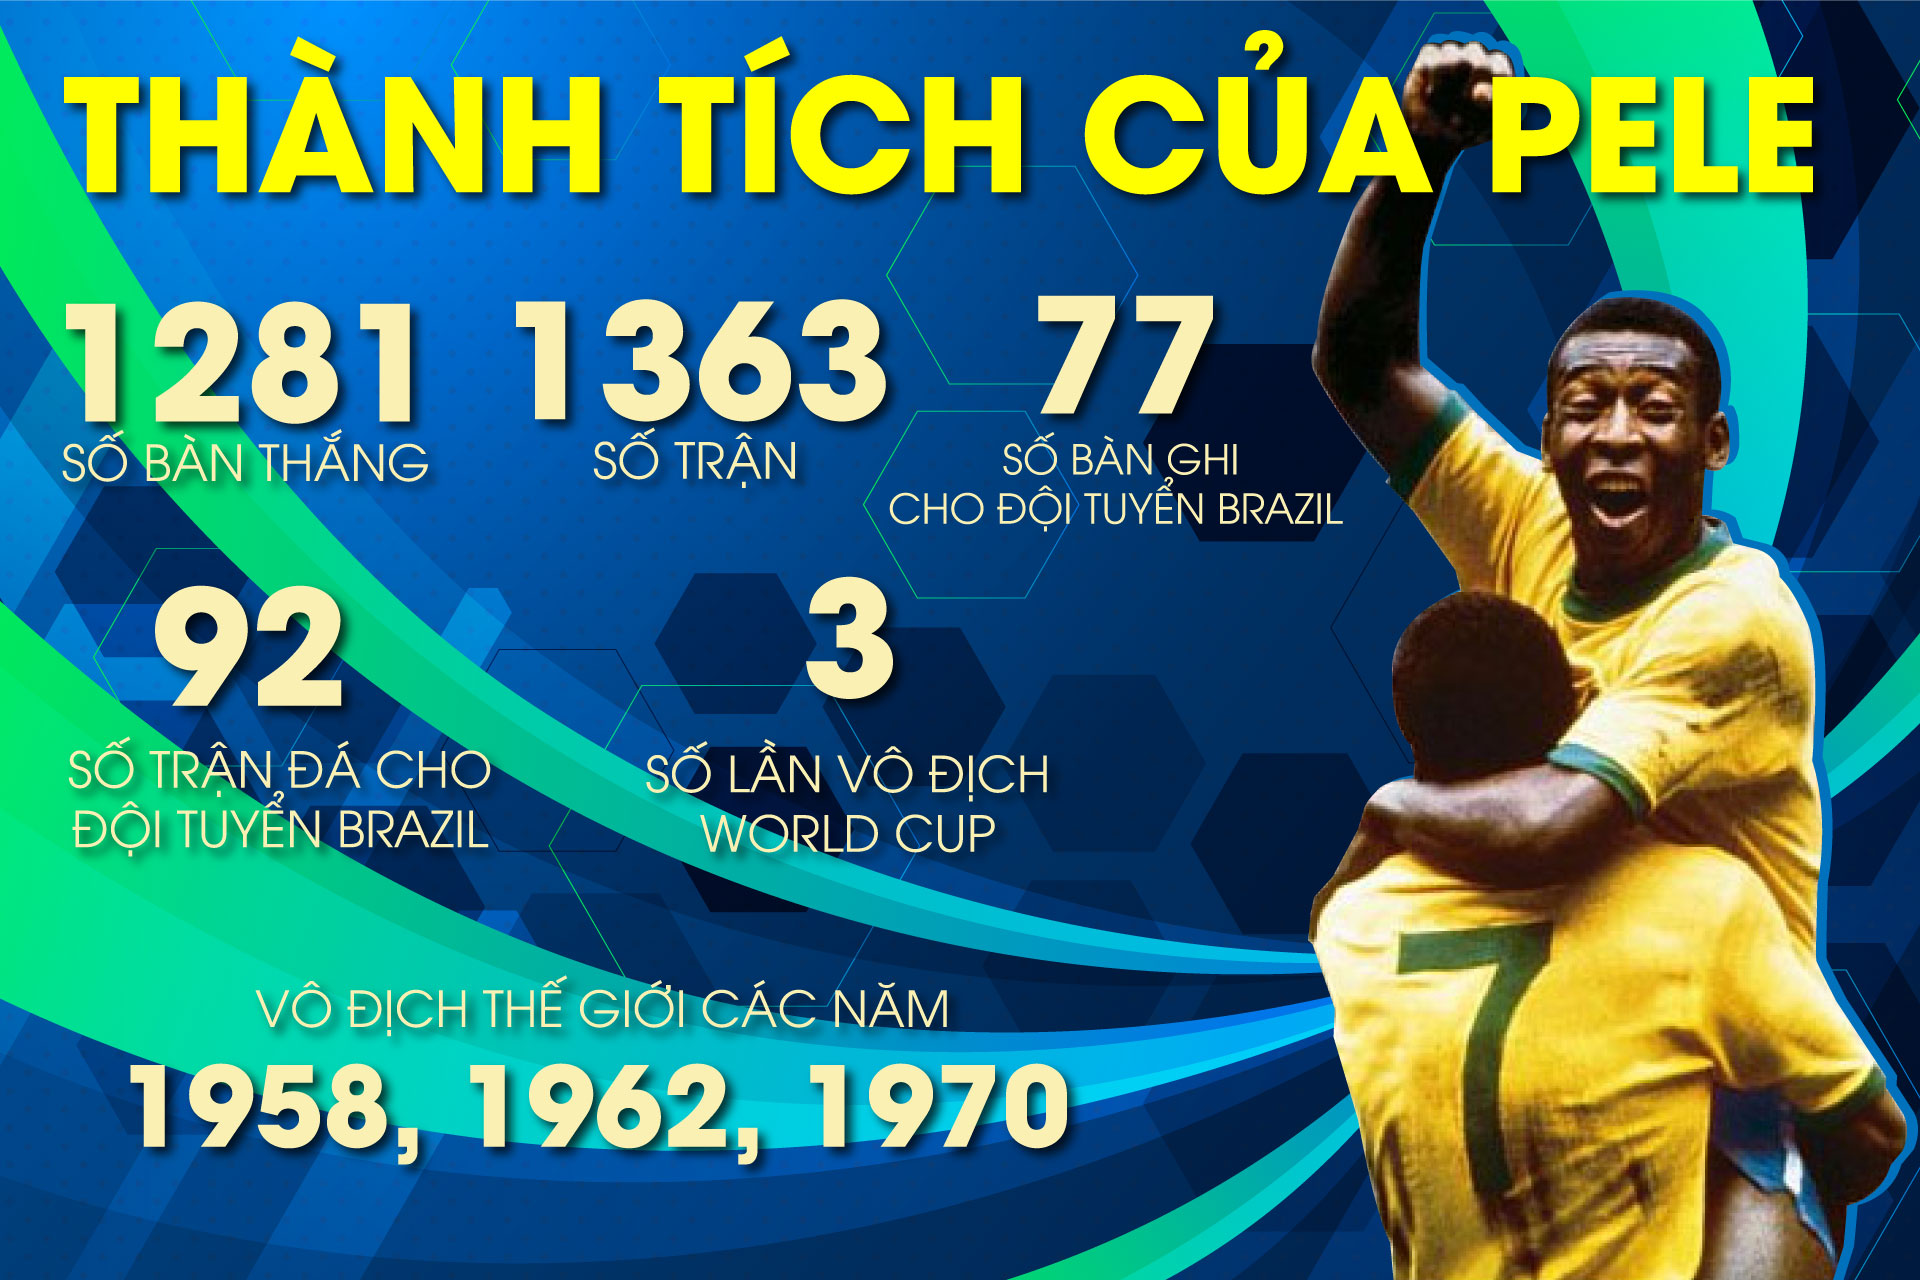 THÀNH TÍCH CỦA PELE
1281
SỐ BÀN THẮNG
1363
SỐ TRẬN
77
SỐ BÀN GHI
CHO ĐỘI TUYỂN BRAZIL
92
SỐ TRẬN ĐÁ CHO
ĐỘI TUYỂN BRAZIL
3
SỐ LẦN VÔ ĐỊCH
WORLD CUP
VÔ ĐỊCH THẾ GIỚI CÁC NĂM
1958, 1962, 1970
7